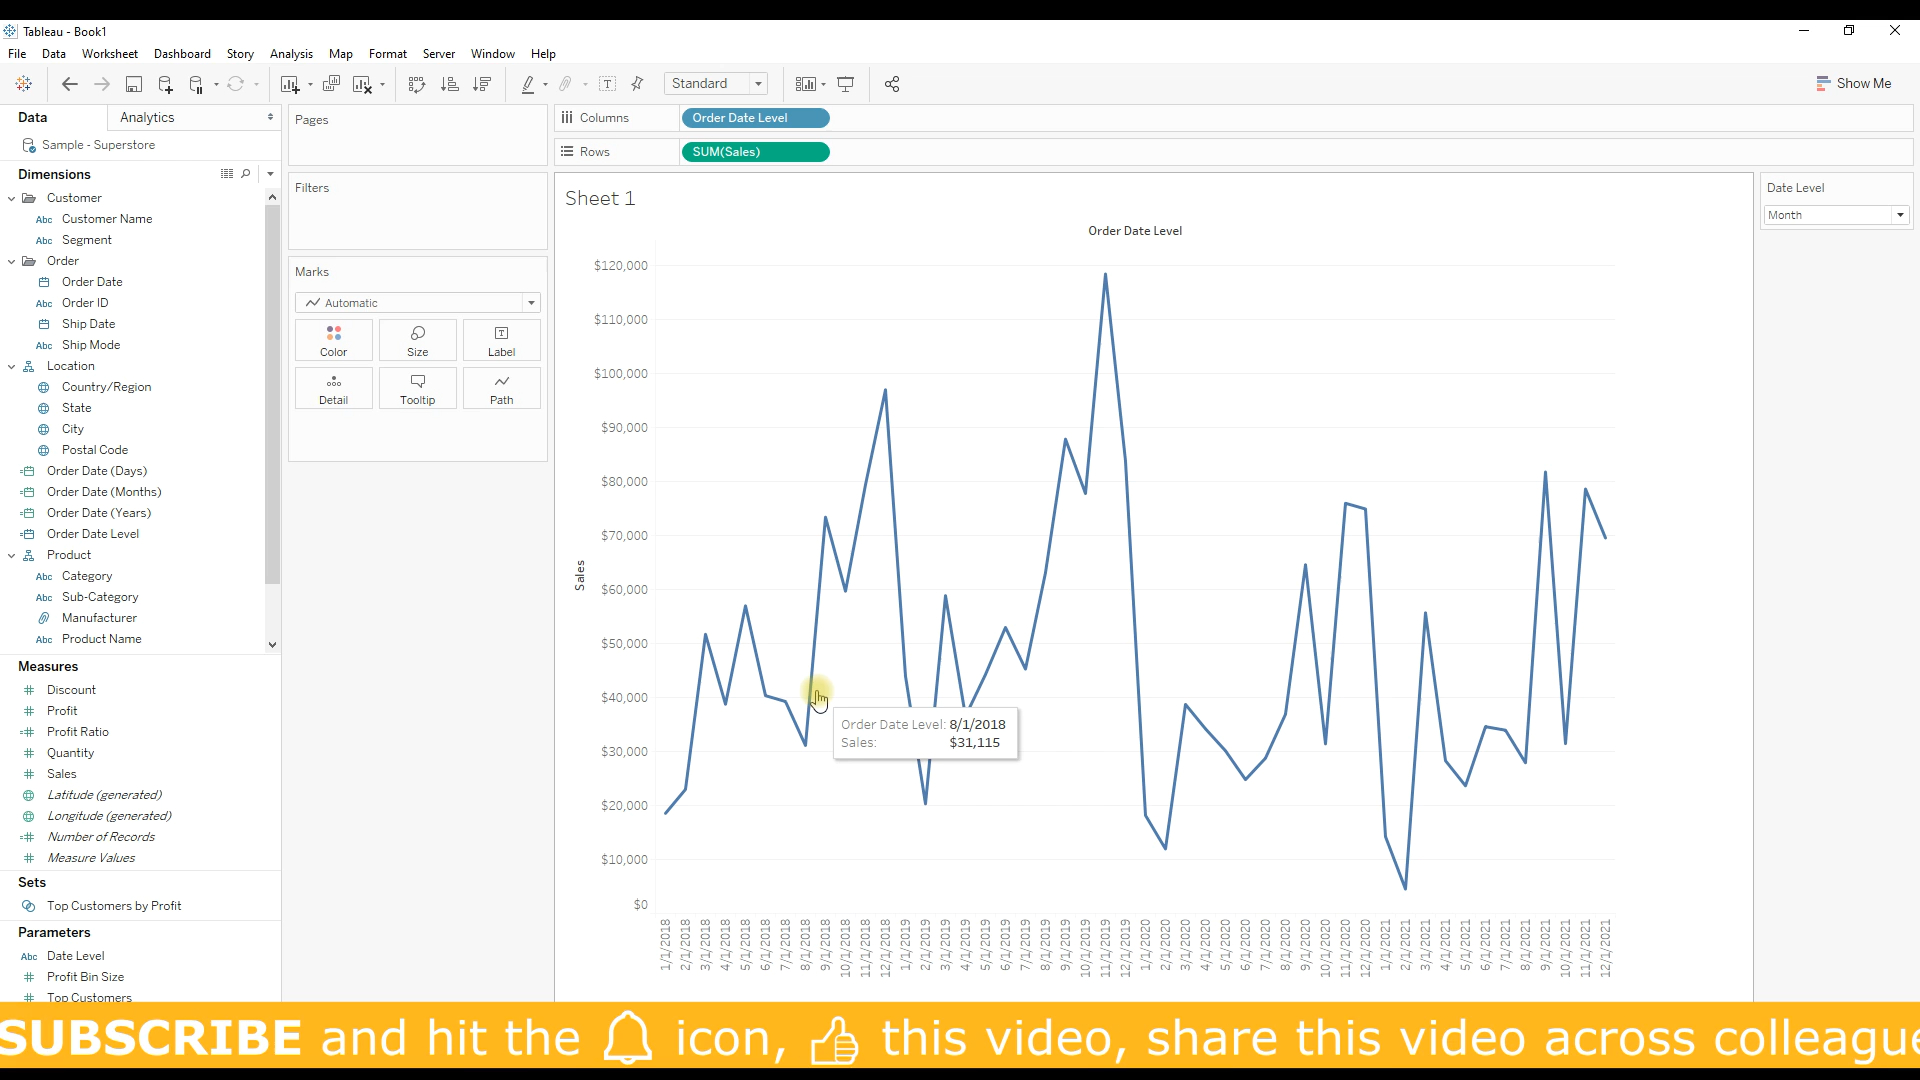 Tableau - Book1
File Data Worksheet Dashboard Story Analysis Map Format Server Window Help
Standard
Show Me
Data
Analytics
Sample - Superstore
Dimensions
Customer
Abc Customer Name
Abc Segment
Order
Order Date
Abc Order ID
Ship Date
Abc Ship Mode
Location
Country/Region
State
City
Postal Code
Order Date (Days)
Order Date (Months)
Order Date (Years)
Order Date Level
Product
Abc Category
Abc Sub-Category
Manufacturer
Abc Product Name
Measures
# Discount
# Profit
=# Profit Ratio
# Quantity
# Sales
Latitude (generated)
Longitude (generated)
=# Number of Records
# Measure Values
Sets
Top Customers by Profit
Parameters
Abc Date Level
# Profit Bin Size
# Top Customers
Pages
Filters
Marks
Automatic
Color
Size
Label
Detail
Tooltip
Path
Columns
Order Date Level
Rows
SUM(Sales)
Sheet 1
Order Date Level
$120,000
$110,000
$100,000
$90,000
$80,000
$70,000
$60,000
$50,000
$40,000
$30,000
$20,000
$10,000
$0
Sales
Order Date Level: 8/1/2018
Sales: $31,115
1/1/2018
2/1/2018
3/1/2018
4/1/2018
5/1/2018
6/1/2018
7/1/2018
8/1/2018
9/1/2018
10/1/2018
11/1/2018
12/1/2018
1/1/2019
2/1/2019
3/1/2019
4/1/2019
5/1/2019
6/1/2019
7/1/2019
8/1/2019
9/1/2019
10/1/2019
11/1/2019
12/1/2019
1/1/2020
2/1/2020
3/1/2020
4/1/2020
5/1/2020
6/1/2020
7/1/2020
8/1/2020
9/1/2020
10/1/2020
11/1/2020
12/1/2020
1/1/2021
2/1/2021
3/1/2021
4/1/2021
5/1/2021
6/1/2021
7/1/2021
8/1/2021
9/1/2021
10/1/2021
11/1/2021
12/1/2021
Date Level
Month
SUBSCRIBE and hit the icon, this video, share this video across colleague